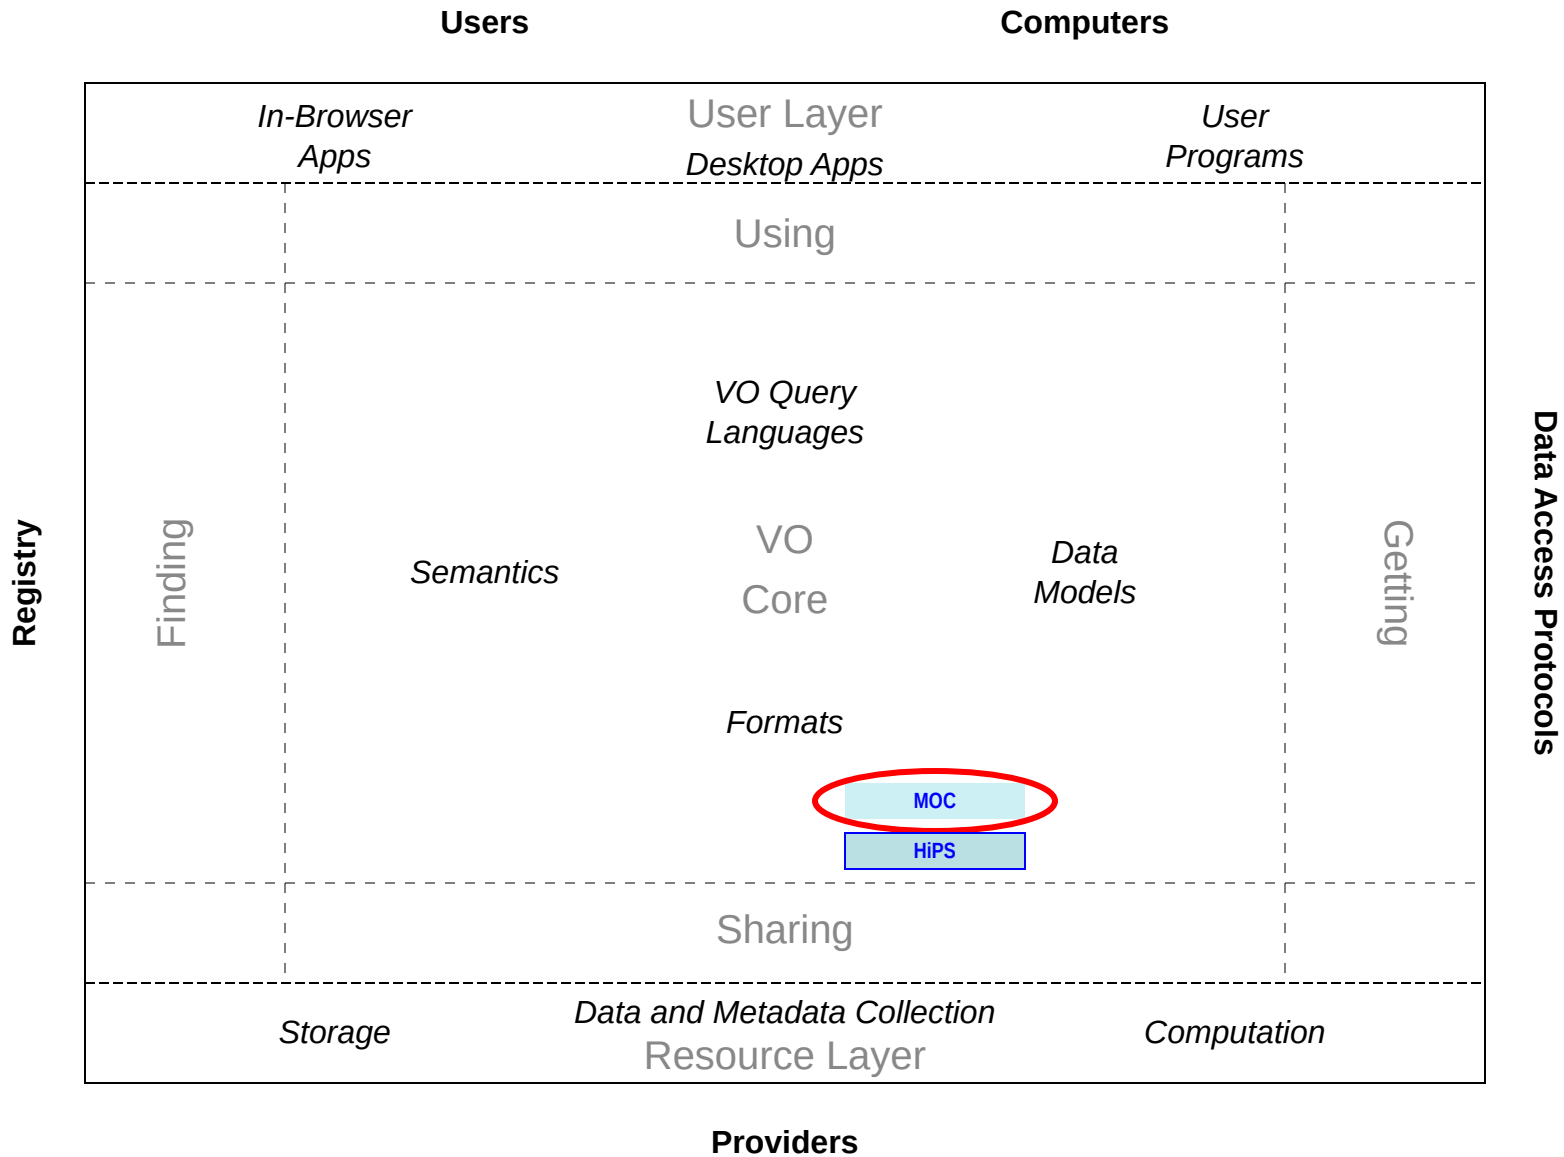 Users
Computers
User Layer
In-Browser
Apps
Desktop Apps
User
Programs
Using
VO Query
Languages
Registry
Finding
Semantics
VO
Core
Data
Models
Getting
Data Access Protocols
Formats
MOC
HiPS
Sharing
Storage
Data and Metadata Collection
Computation
Resource Layer
Providers